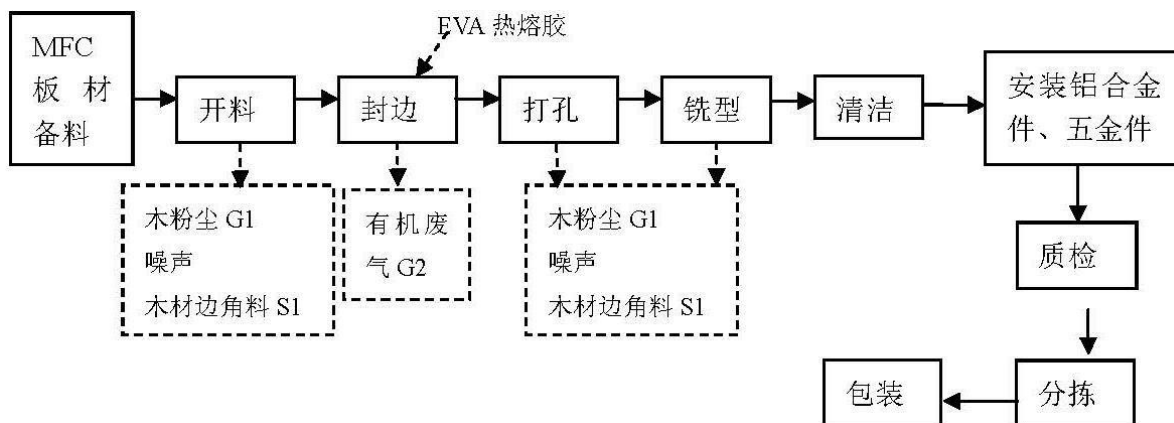 EVA 热熔胶
MFC
板 材
备料
开料
封边
打孔
铣型
清洁
安装铝合金
件、五金件
木粉尘 G1
噪声
木材边角料 S1
有 机 废
气 G2
木粉尘 G1
噪声
木材边角料 S1
质检
分拣
包装